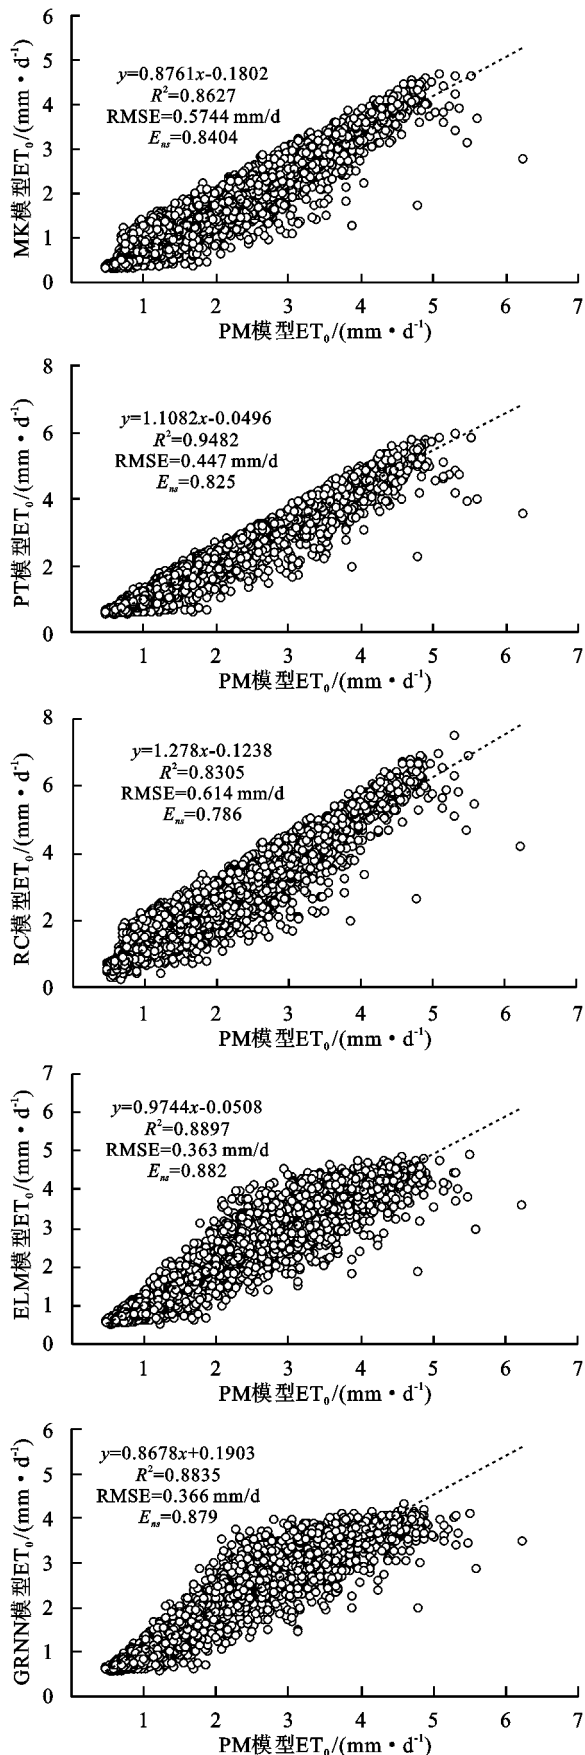 6
y=0.8761x-0.1802
R²=0.8627
RMSE=0.5744 mm/d
Eₙₛ=0.8404
5
4
3
2
1
0
MK模型ET₀/(mm·d⁻¹)
1 2 3 4 5 6 7
PM模型ET₀/(mm·d⁻¹)
8
y=1.1082x-0.0496
R²=0.9482
RMSE=0.447 mm/d
Eₙₛ=0.825
6
4
2
0
PT模型ET₀/(mm·d⁻¹)
1 2 3 4 5 6 7
PM模型ET₀/(mm·d⁻¹)
8
y=1.278x-0.1238
R²=0.8305
RMSE=0.614 mm/d
Eₙₛ=0.786
6
4
2
0
RC模型ET₀/(mm·d⁻¹)
1 2 3 4 5 6 7
PM模型ET₀/(mm·d⁻¹)
7
y=0.9744x-0.0508
R²=0.8897
RMSE=0.363 mm/d
Eₙₛ=0.882
6
5
4
3
2
1
0
ELM模型ET₀/(mm·d⁻¹)
1 2 3 4 5 6 7
PM模型ET₀/(mm·d⁻¹)
6
y=0.8678x+0.1903
R²=0.8835
RMSE=0.366 mm/d
Eₙₛ=0.879
5
4
3
2
1
0
GRNN模型ET₀/(mm·d⁻¹)
1 2 3 4 5 6 7
PM模型ET₀/(mm·d⁻¹)